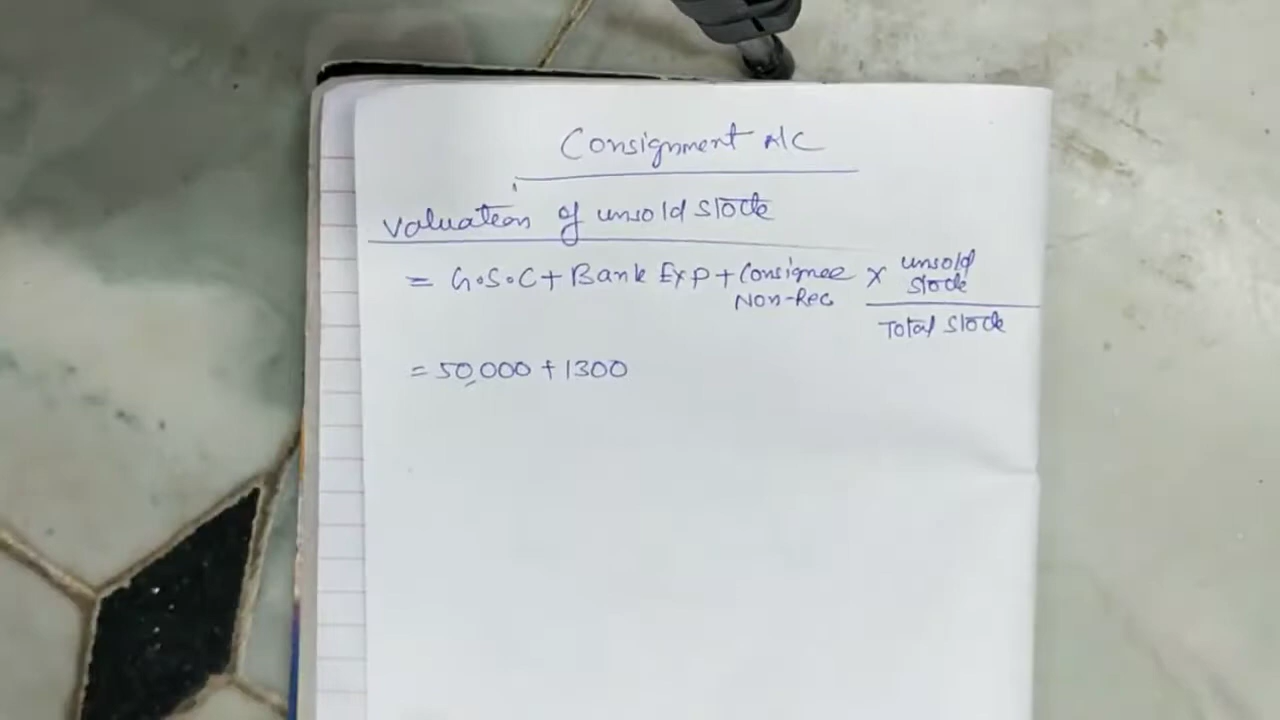 Consignment A/C
Valuation of unsold stock
= G.S.O.C + Bank Exp + Consignee Non-Rec × unsold stock
Total stock
= 50,000 + 1300